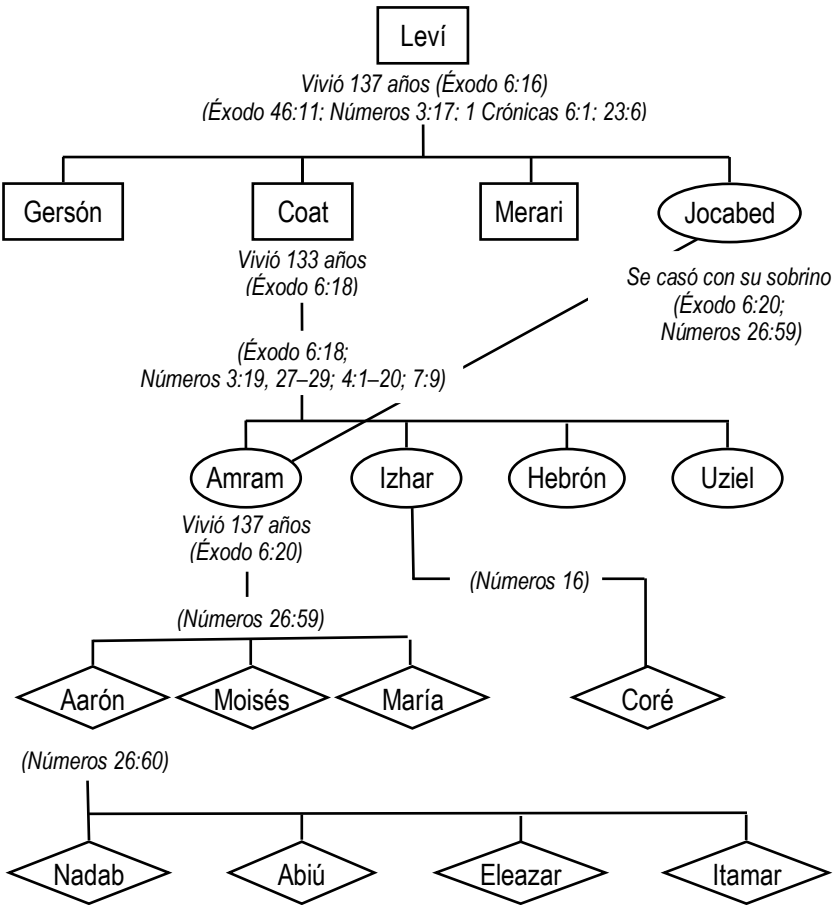 Leví
Vivió 137 años (Éxodo 6:16)
(Éxodo 46:11; Números 3:17; 1 Crónicas 6:1; 23:6)
Gersón
Coat
Merari
Jocabed
Vivió 133 años
(Éxodo 6:18)
Se casó con su sobrino
(Éxodo 6:20;
Números 26:59)
(Éxodo 6:18;
Números 3:19, 27–29; 4:1–20; 7:9)
Amram
Izhar
Hebrón
Uziel
Vivió 137 años
(Éxodo 6:20)
(Números 16)
(Números 26:59)
Aarón
Moisés
María
Coré
(Números 26:60)
Nadab
Abiú
Eleazar
Itamar